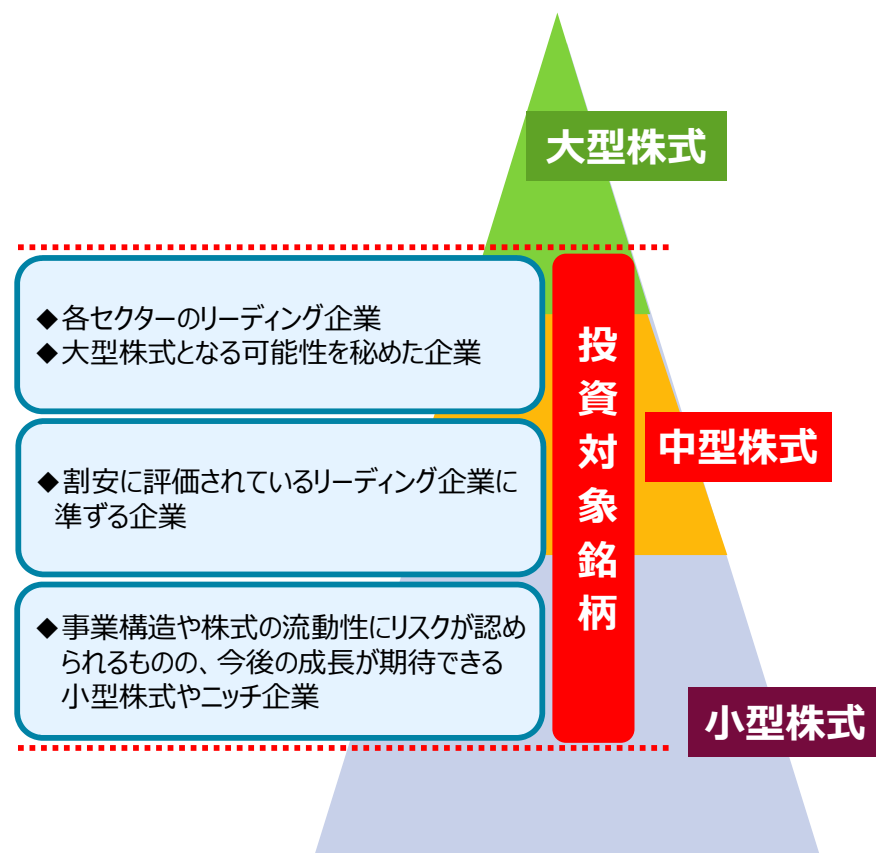 大型株式
◆各セクターのリーディング企業
◆大型株式となる可能性を秘めた企業
投資対象銘柄
中型株式
◆割安に評価されているリーディング企業に
準ずる企業
◆事業構造や株式の流動性にリスクが認め
られるものの、今後の成長が期待できる
小型株式やニッチ企業
小型株式